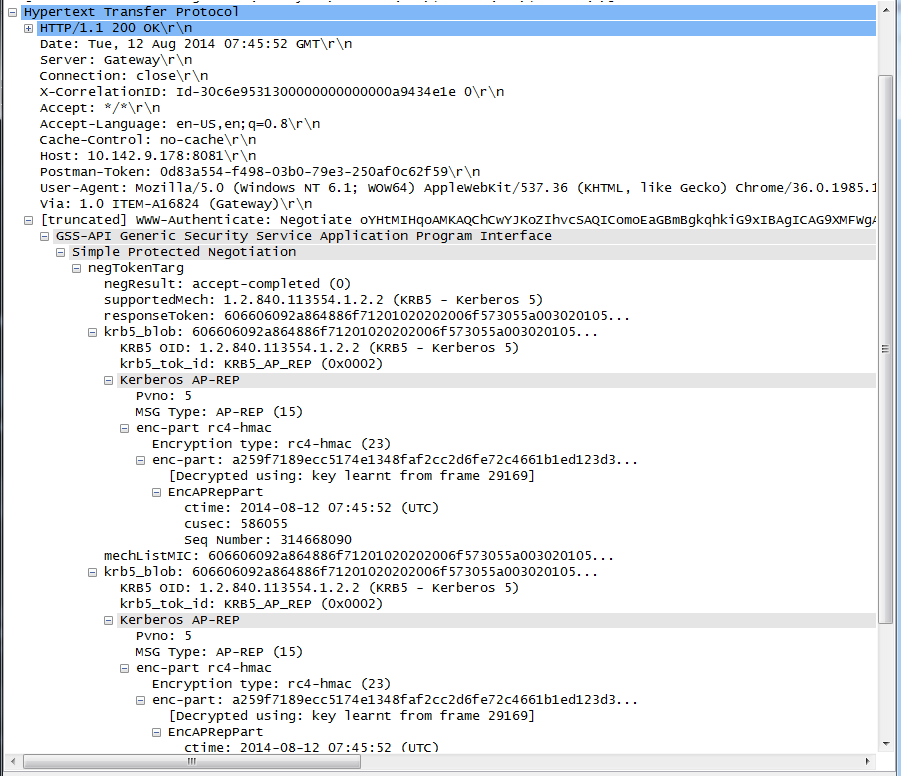 Hypertext Transfer Protocol
HTTP/1.1 200 OK\r\n
Date: Tue, 12 Aug 2014 07:45:52 GMT\r\n
Server: Gateway\r\n
Connection: close\r\n
X-CorrelationID: Id-30c6e9531300000000000000a9434e1e 0\r\n
Accept: */*\r\n
Accept-Language: en-US,en;q=0.8\r\n
Cache-Control: no-cache\r\n
Host: 10.142.9.178:8081\r\n
Postman-Token: 0d83a554-f498-03b0-79e3-250af0c62f59\r\n
User-Agent: Mozilla/5.0 (Windows NT 6.1; WOW64) AppleWebKit/537.36 (KHTML, like Gecko) Chrome/36.0.1985.1
Via: 1.0 ITEM-A16824 (Gateway)\r\n
[truncated] WWW-Authenticate: Negotiate oYHtMIHqoAMKAQChCwYJKoZIhvcSAQIComoEaGBmBgkqhkiG9xIBAgICAG9XMFWgA
GSS-API Generic Security Service Application Program Interface
Simple Protected Negotiation
negTokenTarg
negResult: accept-completed (0)
supportedMech: 1.2.840.113554.1.2.2 (KRB5 - Kerberos 5)
responseToken: 606606092a864886f71201020202006f573055a003020105...
krb5_blob: 606606092a864886f71201020202006f573055a003020105...
KRB5 OID: 1.2.840.113554.1.2.2 (KRB5 - Kerberos 5)
krb5_tok_id: KRB5_AP_REP (0x0002)
Kerberos AP-REP
Pvno: 5
MSG Type: AP-REP (15)
enc-part rc4-hmac
Encryption type: rc4-hmac (23)
enc-part: a259f7189ecc5174e1348faf2cc2d6fe72c4661b1ed123d3...
[Decrypted using: key learnt from frame 29169]
EncAPRepPart
ctime: 2014-08-12 07:45:52 (UTC)
cusec: 586055
Seq Number: 314668090
mechListMIC: 606606092a864886f71201020202006f573055a003020105...
krb5_blob: 606606092a864886f71201020202006f573055a003020105...
KRB5 OID: 1.2.840.113554.1.2.2 (KRB5 - Kerberos 5)
krb5_tok_id: KRB5_AP_REP (0x0002)
Kerberos AP-REP
Pvno: 5
MSG Type: AP-REP (15)
enc-part rc4-hmac
Encryption type: rc4-hmac (23)
enc-part: a259f7189ecc5174e1348faf2cc2d6fe72c4661b1ed123d3...
[Decrypted using: key learnt from frame 29169]
EncAPRepPart
ctime: 2014-08-12 07:45:52 (UTC)